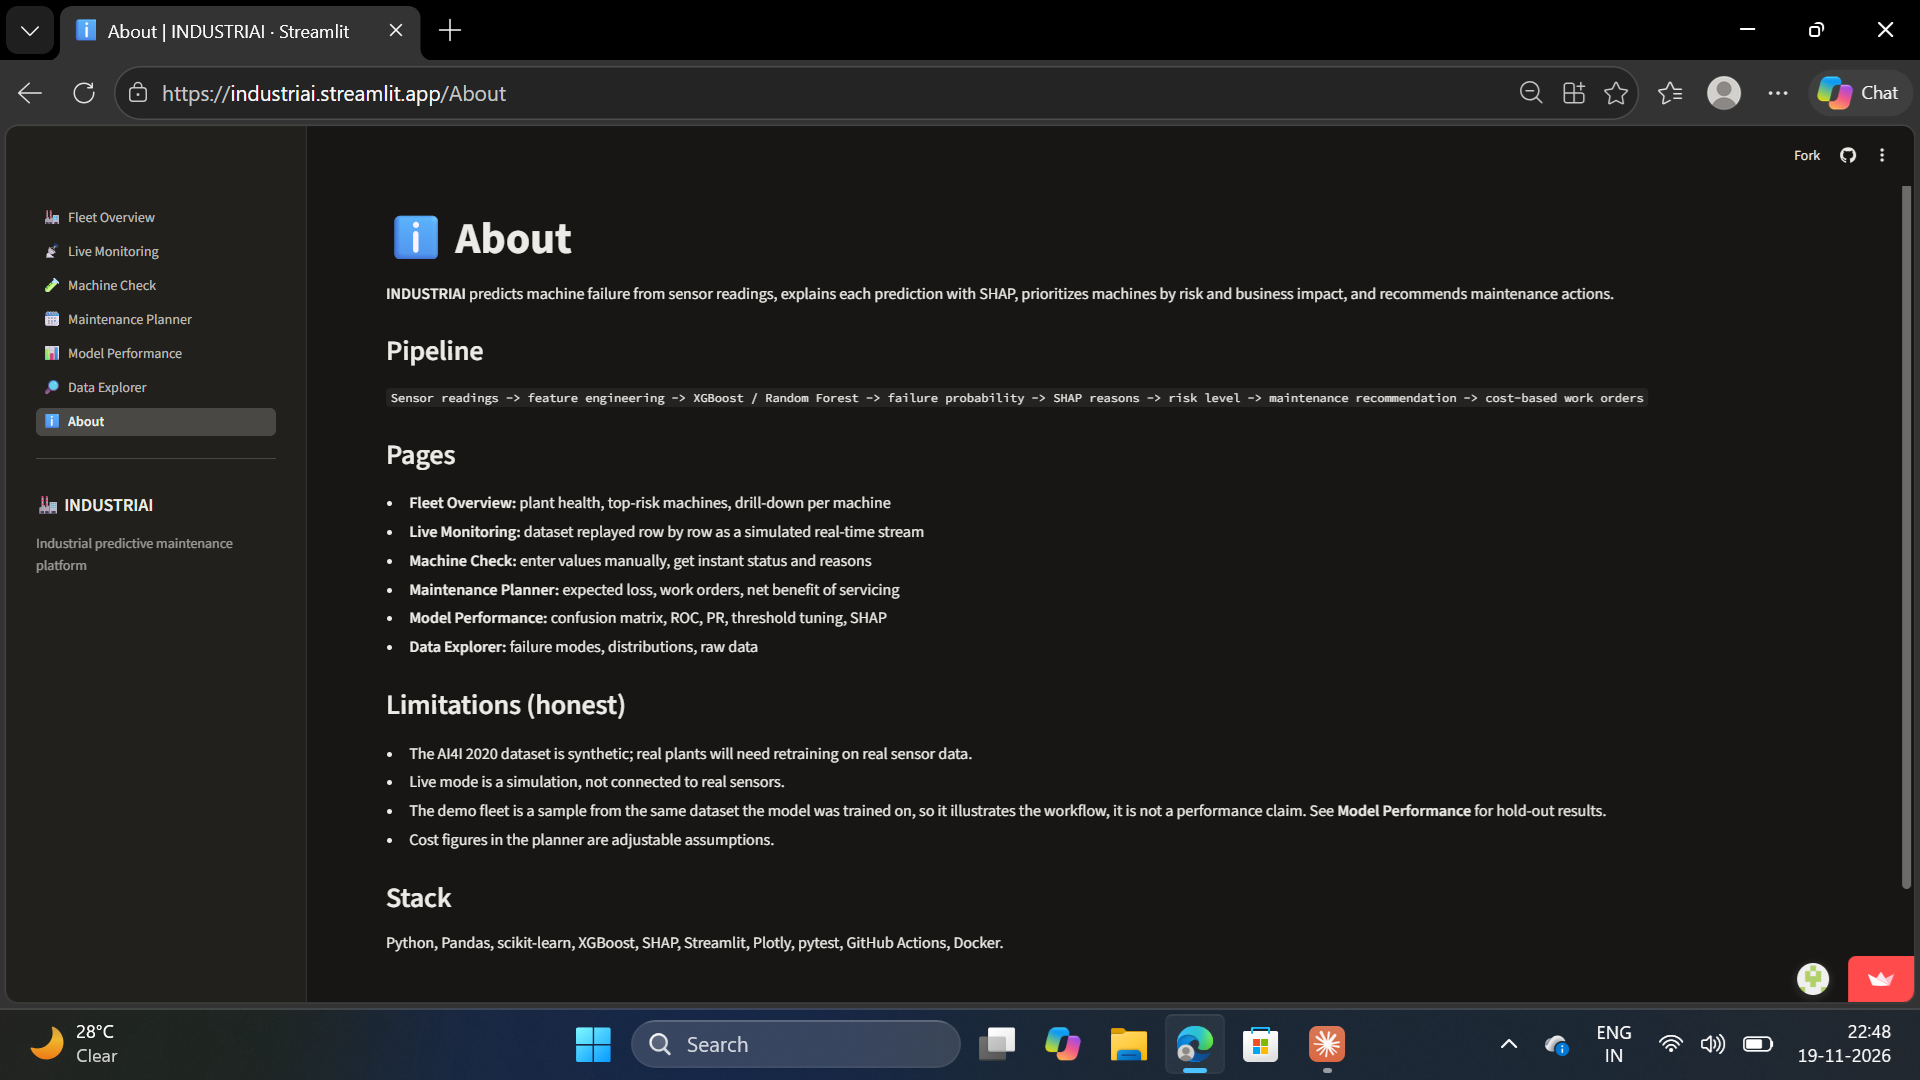 About | INDUSTRIAI · Streamlit
https://industriai.streamlit.app/About
Chat
Fork
Fleet Overview
Live Monitoring
Machine Check
Maintenance Planner
Model Performance
Data Explorer
About
INDUSTRIAI
Industrial predictive maintenance
platform
About
INDUSTRIAI predicts machine failure from sensor readings, explains each prediction with SHAP, prioritizes machines by risk and business impact, and recommends maintenance actions.
Pipeline
Sensor readings -> feature engineering -> XGBoost / Random Forest -> failure probability -> SHAP reasons -> risk level -> maintenance recommendation -> cost-based work orders
Pages
• Fleet Overview: plant health, top-risk machines, drill-down per machine
• Live Monitoring: dataset replayed row by row as a simulated real-time stream
• Machine Check: enter values manually, get instant status and reasons
• Maintenance Planner: expected loss, work orders, net benefit of servicing
• Model Performance: confusion matrix, ROC, PR, threshold tuning, SHAP
• Data Explorer: failure modes, distributions, raw data
Limitations (honest)
• The AI4I 2020 dataset is synthetic; real plants will need retraining on real sensor data.
• Live mode is a simulation, not connected to real sensors.
• The demo fleet is a sample from the same dataset the model was trained on, so it illustrates the workflow, it is not a performance claim. See Model Performance for hold-out results.
• Cost figures in the planner are adjustable assumptions.
Stack
Python, Pandas, scikit-learn, XGBoost, SHAP, Streamlit, Plotly, pytest, GitHub Actions, Docker.
28°C
Clear
Search
ENG
IN
22:48
19-11-2026